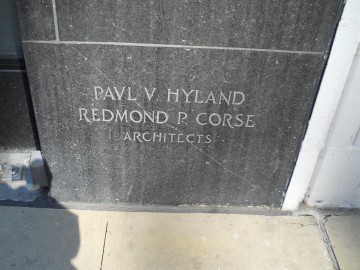 PAVL V. HYLAND
REDMOND P. CORSE
ARCHITECTS